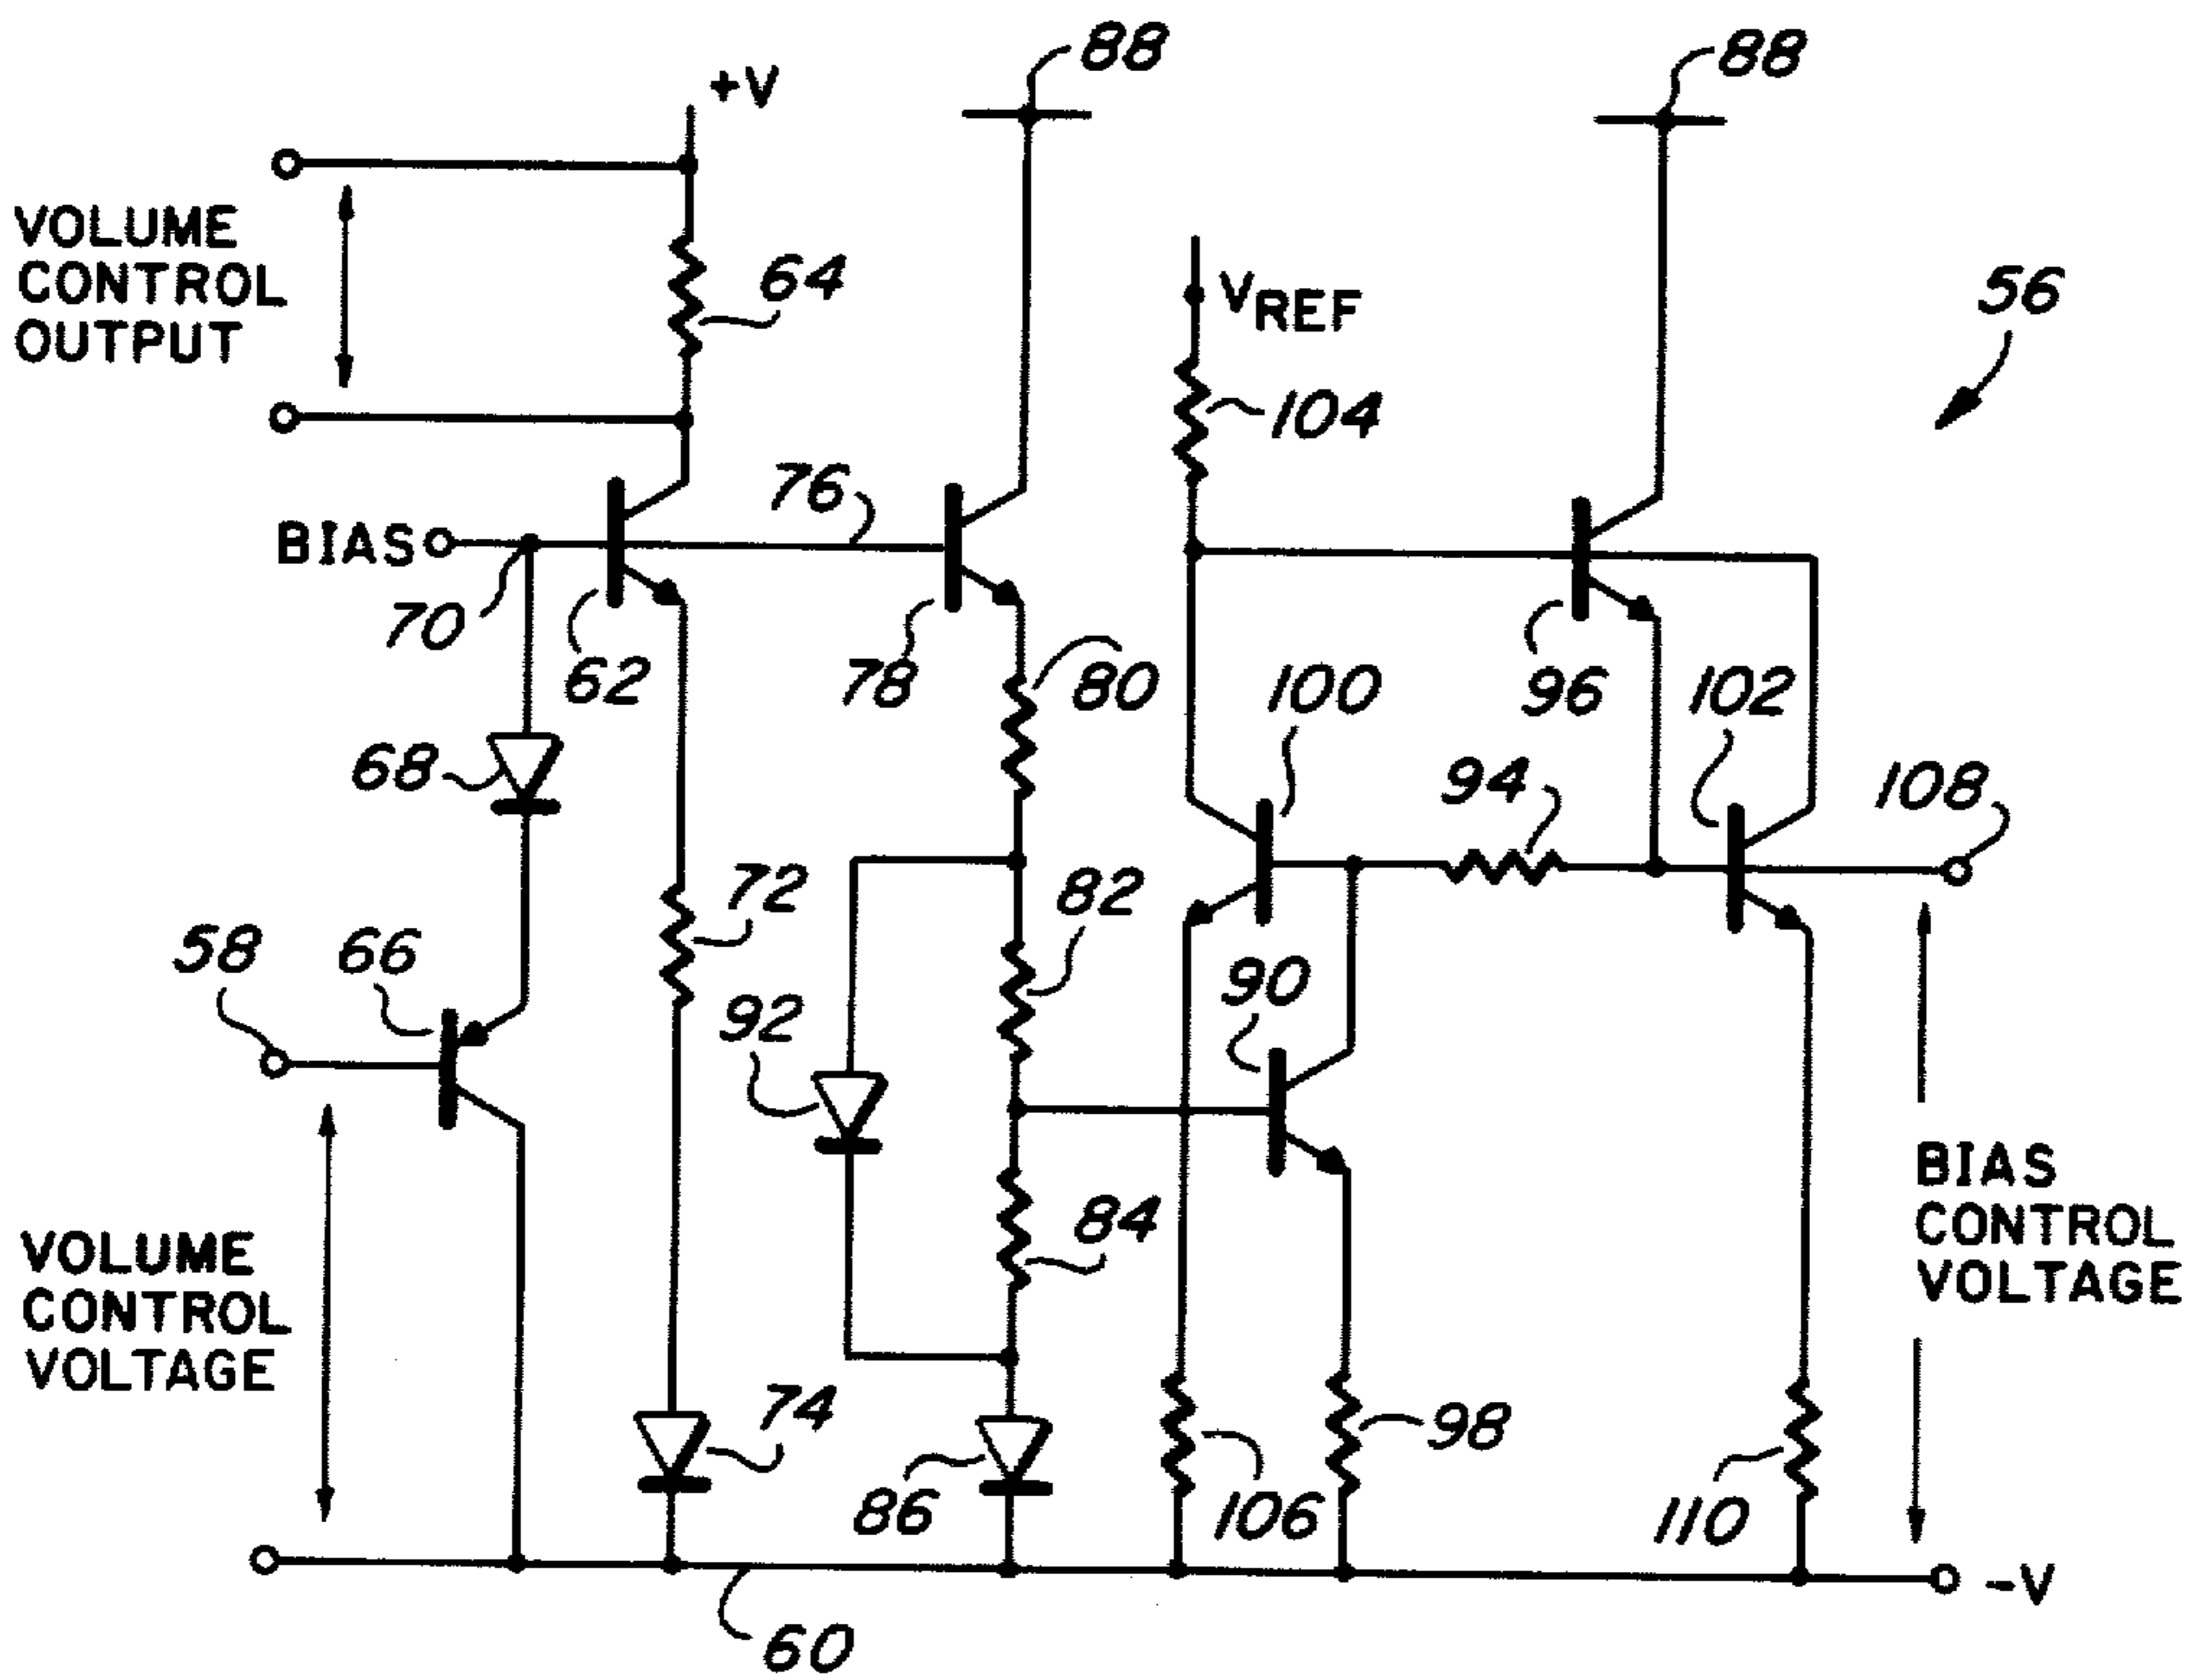 88
88
+V
VOLUME
CONTROL
OUTPUT
64
VREF
56
104
76
BIAS
70
62
78
80
100
96
102
68
94
108
72
82
58
66
92
90
BIAS
CONTROL
VOLTAGE
84
VOLUME
CONTROL
VOLTAGE
74
98
86
106
110
-V
60